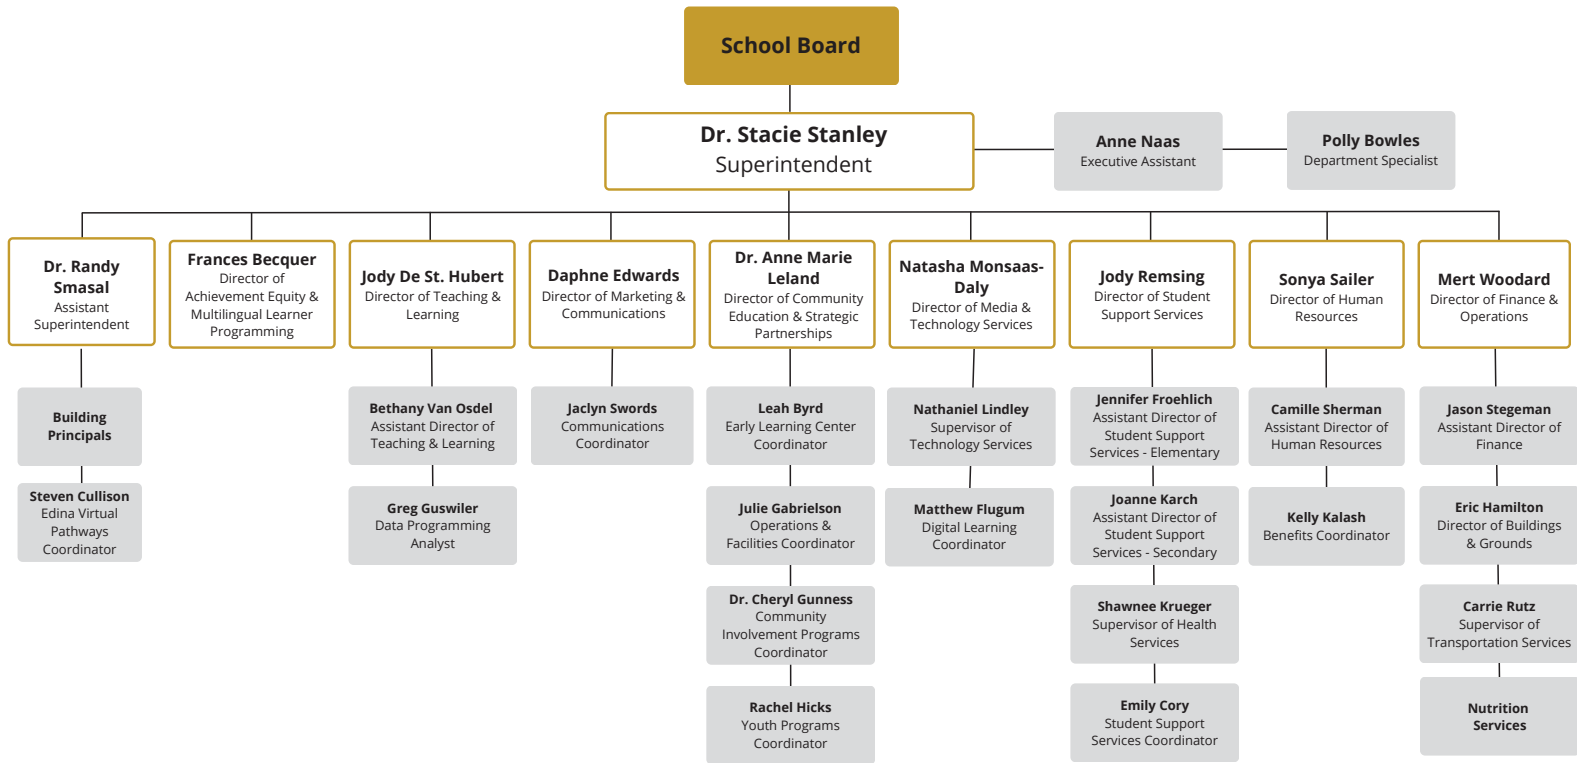 School Board
Dr. Stacie Stanley
Superintendent
Anne Naas
Executive Assistant
Polly Bowles
Department Specialist
Dr. Randy
Smasal
Assistant
Superintendent
Frances Becquer
Director of
Achievement Equity &
Multilingual Learner
Programming
Jody De St. Hubert
Director of Teaching &
Learning
Daphne Edwards
Director of Marketing &
Communications
Dr. Anne Marie
Leland
Director of Community
Education & Strategic
Partnerships
Natasha Monsaas-
Daly
Director of Media &
Technology Services
Jody Remsing
Director of Student
Support Services
Sonya Sailer
Director of Human
Resources
Mert Woodard
Director of Finance &
Operations
Building
Principals
Bethany Van Osdel
Assistant Director of
Teaching & Learning
Jaclyn Swords
Communications
Coordinator
Leah Byrd
Early Learning Center
Coordinator
Nathaniel Lindley
Supervisor of
Technology Services
Jennifer Froehlich
Assistant Director of
Student Support
Services - Elementary
Camille Sherman
Assistant Director of
Human Resources
Jason Stegeman
Assistant Director of
Finance
Steven Cullison
Edina Virtual
Pathways
Coordinator
Greg Guswiler
Data Programming
Analyst
Julie Gabrielson
Operations &
Facilities Coordinator
Matthew Flugum
Digital Learning
Coordinator
Joanne Karch
Assistant Director of
Student Support
Services - Secondary
Kelly Kalash
Benefits Coordinator
Eric Hamilton
Director of Buildings
& Grounds
Dr. Cheryl Gunness
Community
Involvement Programs
Coordinator
Shawnee Krueger
Supervisor of Health
Services
Carrie Rutz
Supervisor of
Transportation Services
Rachel Hicks
Youth Programs
Coordinator
Emily Cory
Student Support
Services Coordinator
Nutrition
Services